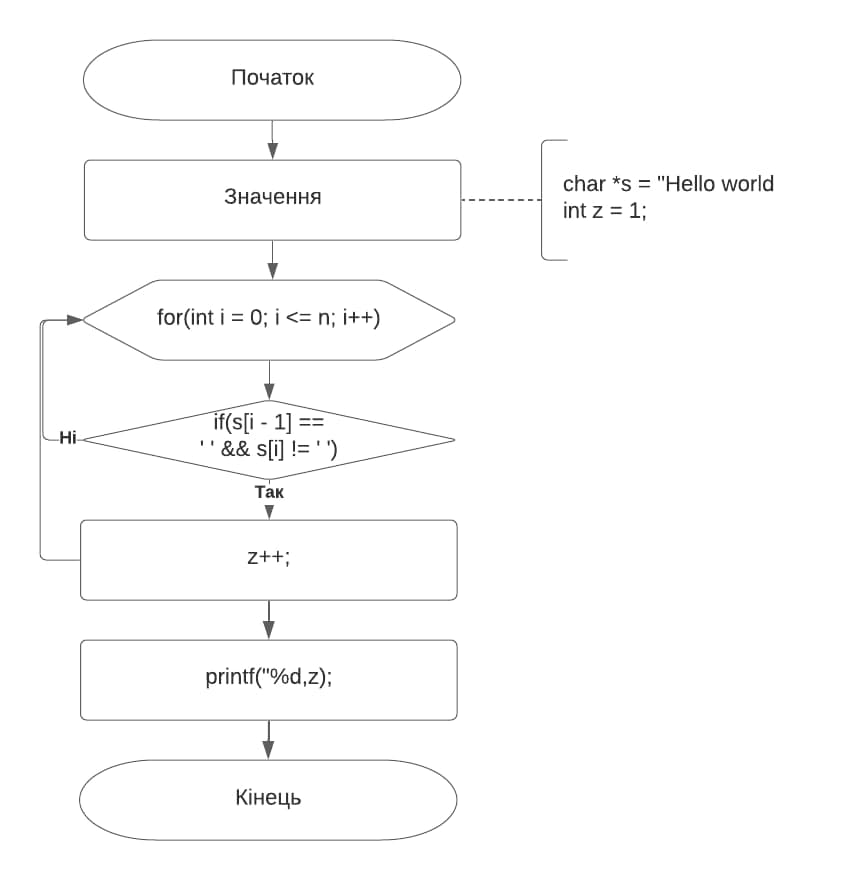 Початок
Значення
char *s = "Hello world
int z = 1;
for(int i = 0; i <= n; i++)
if(s[i - 1] ==
' ' && s[i] != ' ')
Ні
Так
z++;
printf("%d,z);
Кінець